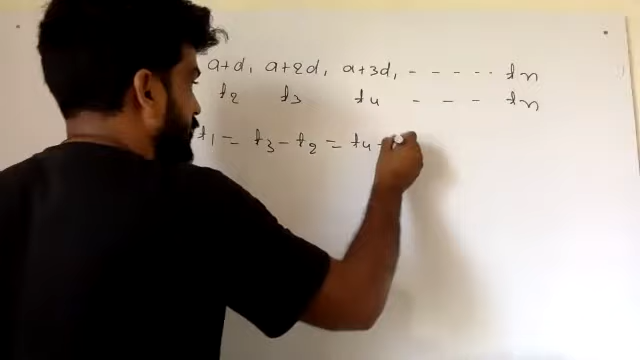 a+d, a+2d, a+3d, - - - - - tn
t2 t3 t4 - - - tn
t1 = t3 - t2 = t4 -